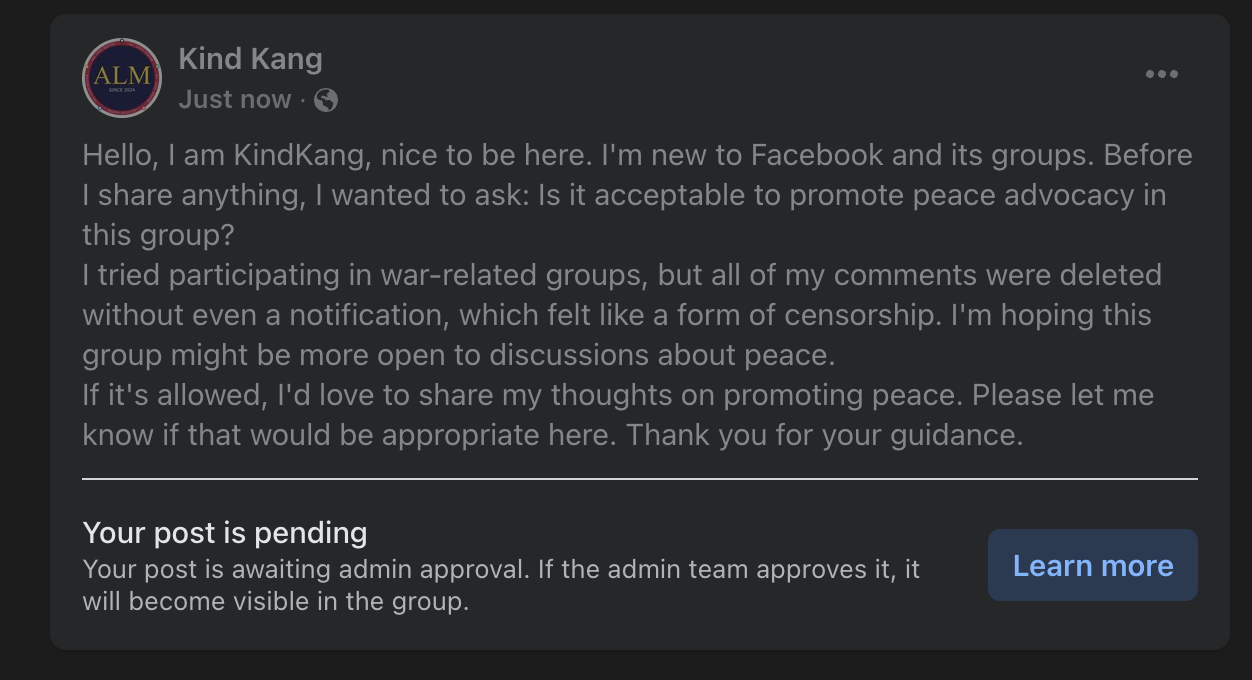 ALM
SINCE 2024
Kind Kang
Just now ·
Hello, I am KindKang, nice to be here. I'm new to Facebook and its groups. Before
I share anything, I wanted to ask: Is it acceptable to promote peace advocacy in
this group?
I tried participating in war-related groups, but all of my comments were deleted
without even a notification, which felt like a form of censorship. I'm hoping this
group might be more open to discussions about peace.
If it's allowed, I'd love to share my thoughts on promoting peace. Please let me
know if that would be appropriate here. Thank you for your guidance.
Your post is pending
Your post is awaiting admin approval. If the admin team approves it, it
will become visible in the group.
Learn more